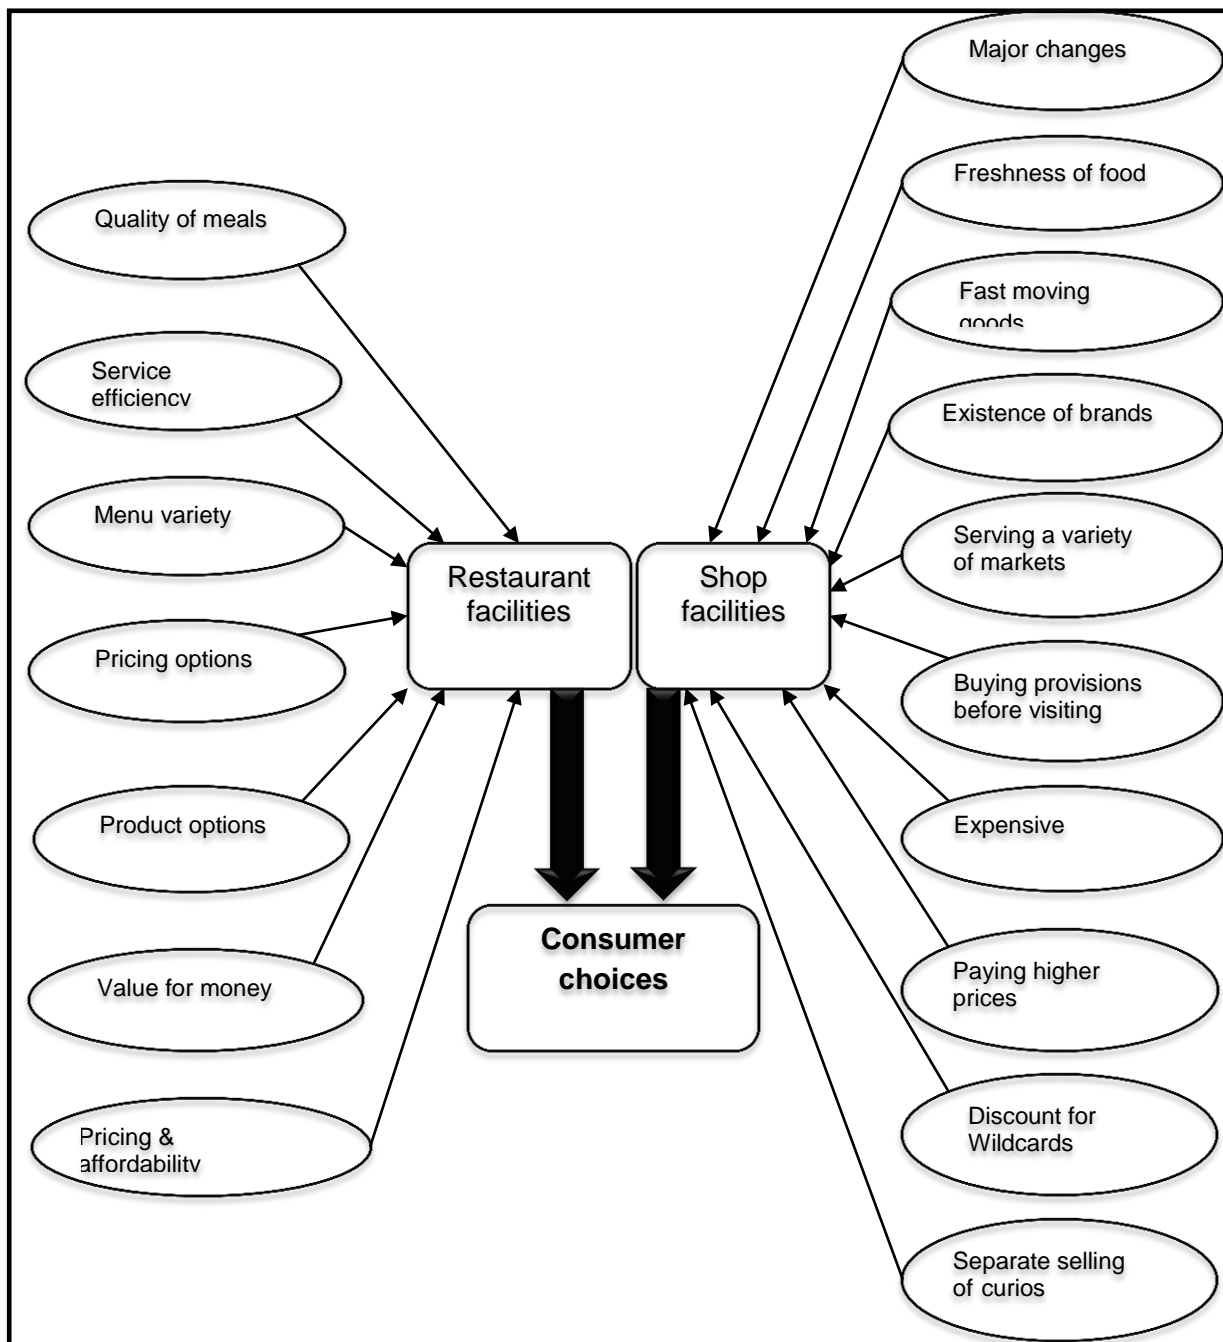 Quality of meals
Service
efficiency
Menu variety
Pricing options
Product options
Value for money
Pricing &
affordability
Restaurant
facilities
Shop
facilities
Consumer
choices
Major changes
Freshness of food
Fast moving
goods
Existence of brands
Serving a variety
of markets
Buying provisions
before visiting
Expensive
Paying higher
prices
Discount for
Wildcards
Separate selling
of curios